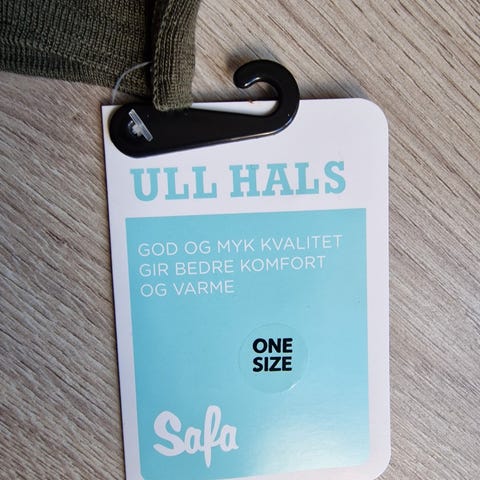 ULL HALS
GOD OG MYK KVALITET
GIR BEDRE KOMFORT
OG VARME
ONE
SIZE
Safa